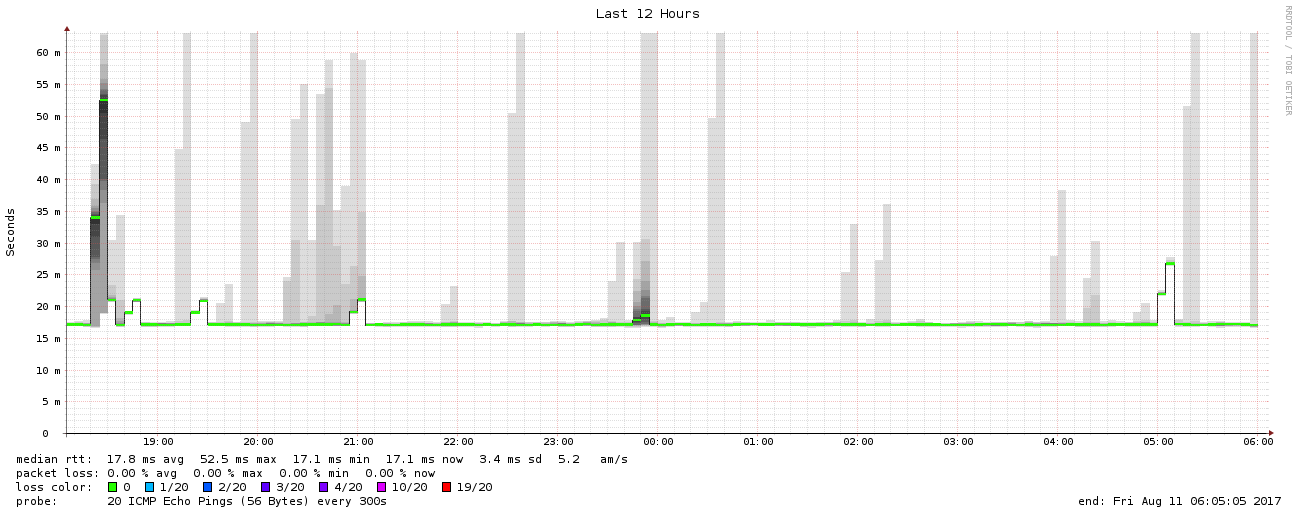 Last 12 Hours
RRDTOOL / TOBI OETIKER
Seconds
60 m
55 m
50 m
45 m
40 m
35 m
30 m
25 m
20 m
15 m
10 m
5 m
0
19:00 20:00 21:00 22:00 23:00 00:00 01:00 02:00 03:00 04:00 05:00 06:00
median rtt: 17.8 ms avg 52.5 ms max 17.1 ms min 17.1 ms now 3.4 ms sd 5.2 am/s
packet loss: 0.00 % avg 0.00 % max 0.00 % min 0.00 % now
loss color: 0 1/20 2/20 3/20 4/20 10/20 19/20
probe: 20 ICMP Echo Pings (56 Bytes) every 300s end: Fri Aug 11 06:05:05 2017